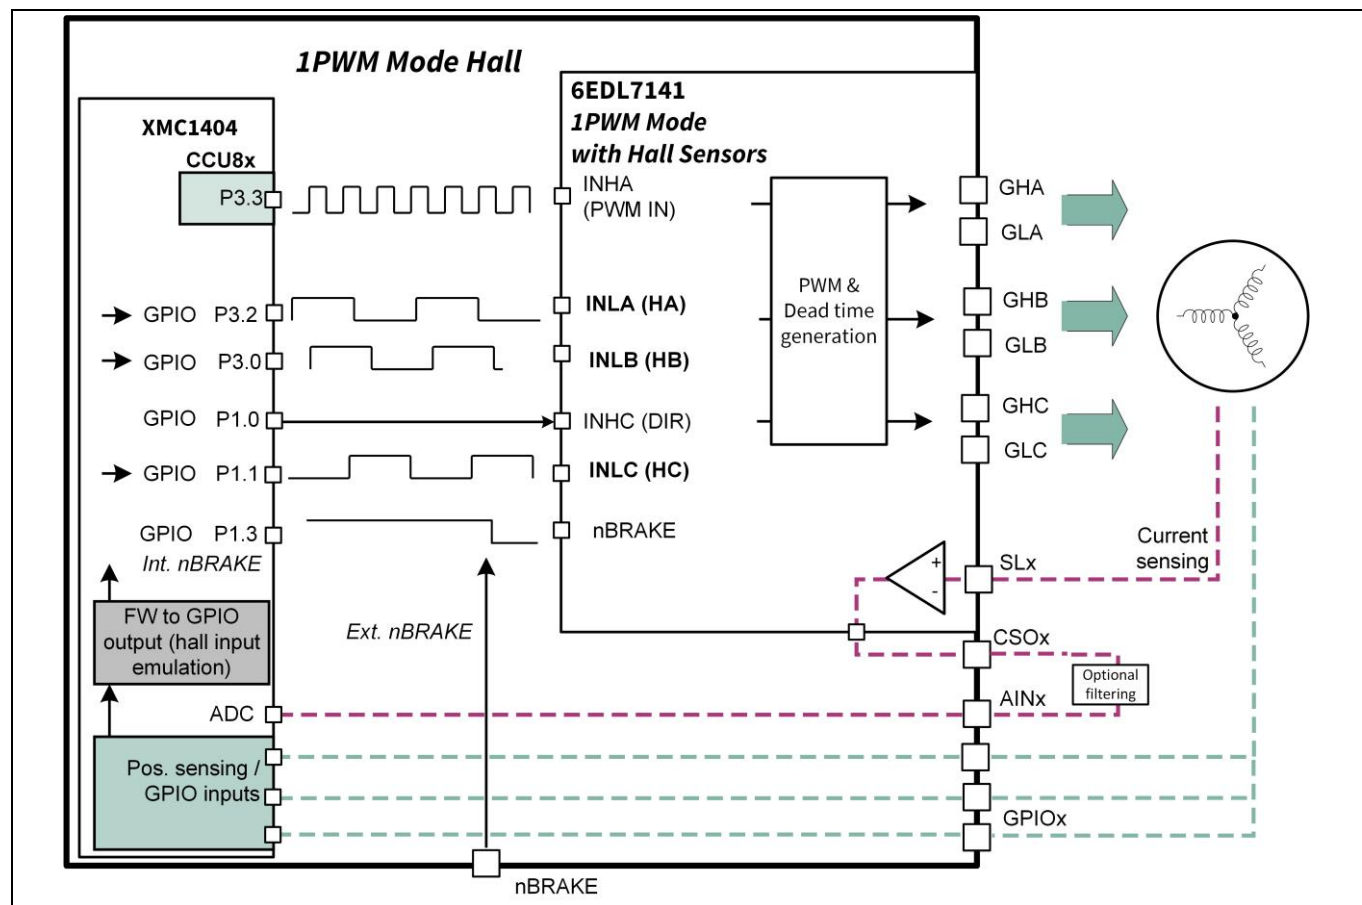 1PWM Mode Hall
6EDL7141
1PWM Mode
with Hall Sensors
XMC1404
CCU8x
P3.3
INHA
(PWM IN)
GHA
GLA
PWM &
Dead time
generation
GPIO P3.2
INLA (HA)
GHB
GPIO P3.0
INLB (HB)
GLB
GPIO P1.0
INHC (DIR)
GHC
GLC
GPIO P1.1
INLC (HC)
GPIO P1.3
Int. nBRAKE
nBRAKE
Current
sensing
SLx
+
-
FW to GPIO
output (hall input
emulation)
Ext. nBRAKE
CSOx
Optional
filtering
ADC
AINx
Pos. sensing /
GPIO inputs
GPIOx
nBRAKE